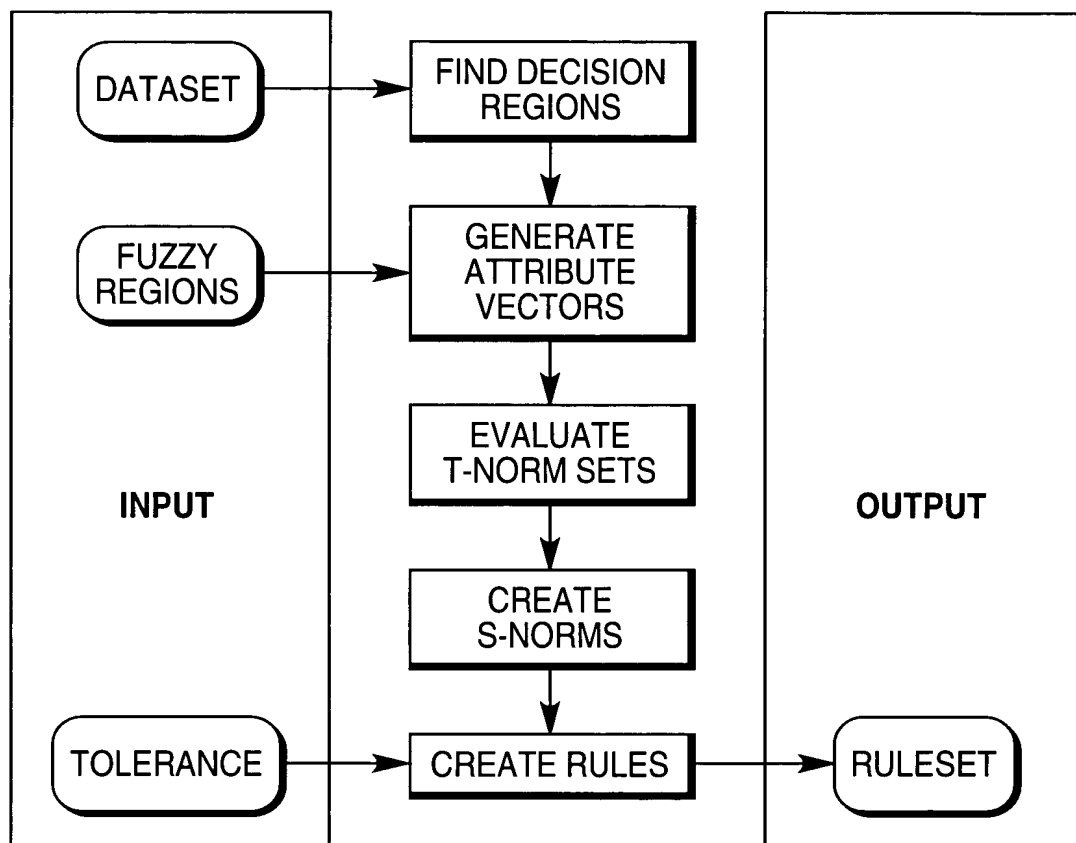 DATASET
FIND DECISION
REGIONS
FUZZY
REGIONS
GENERATE
ATTRIBUTE
VECTORS
EVALUATE
T-NORM SETS
INPUT
OUTPUT
CREATE
S-NORMS
TOLERANCE
CREATE RULES
RULESET